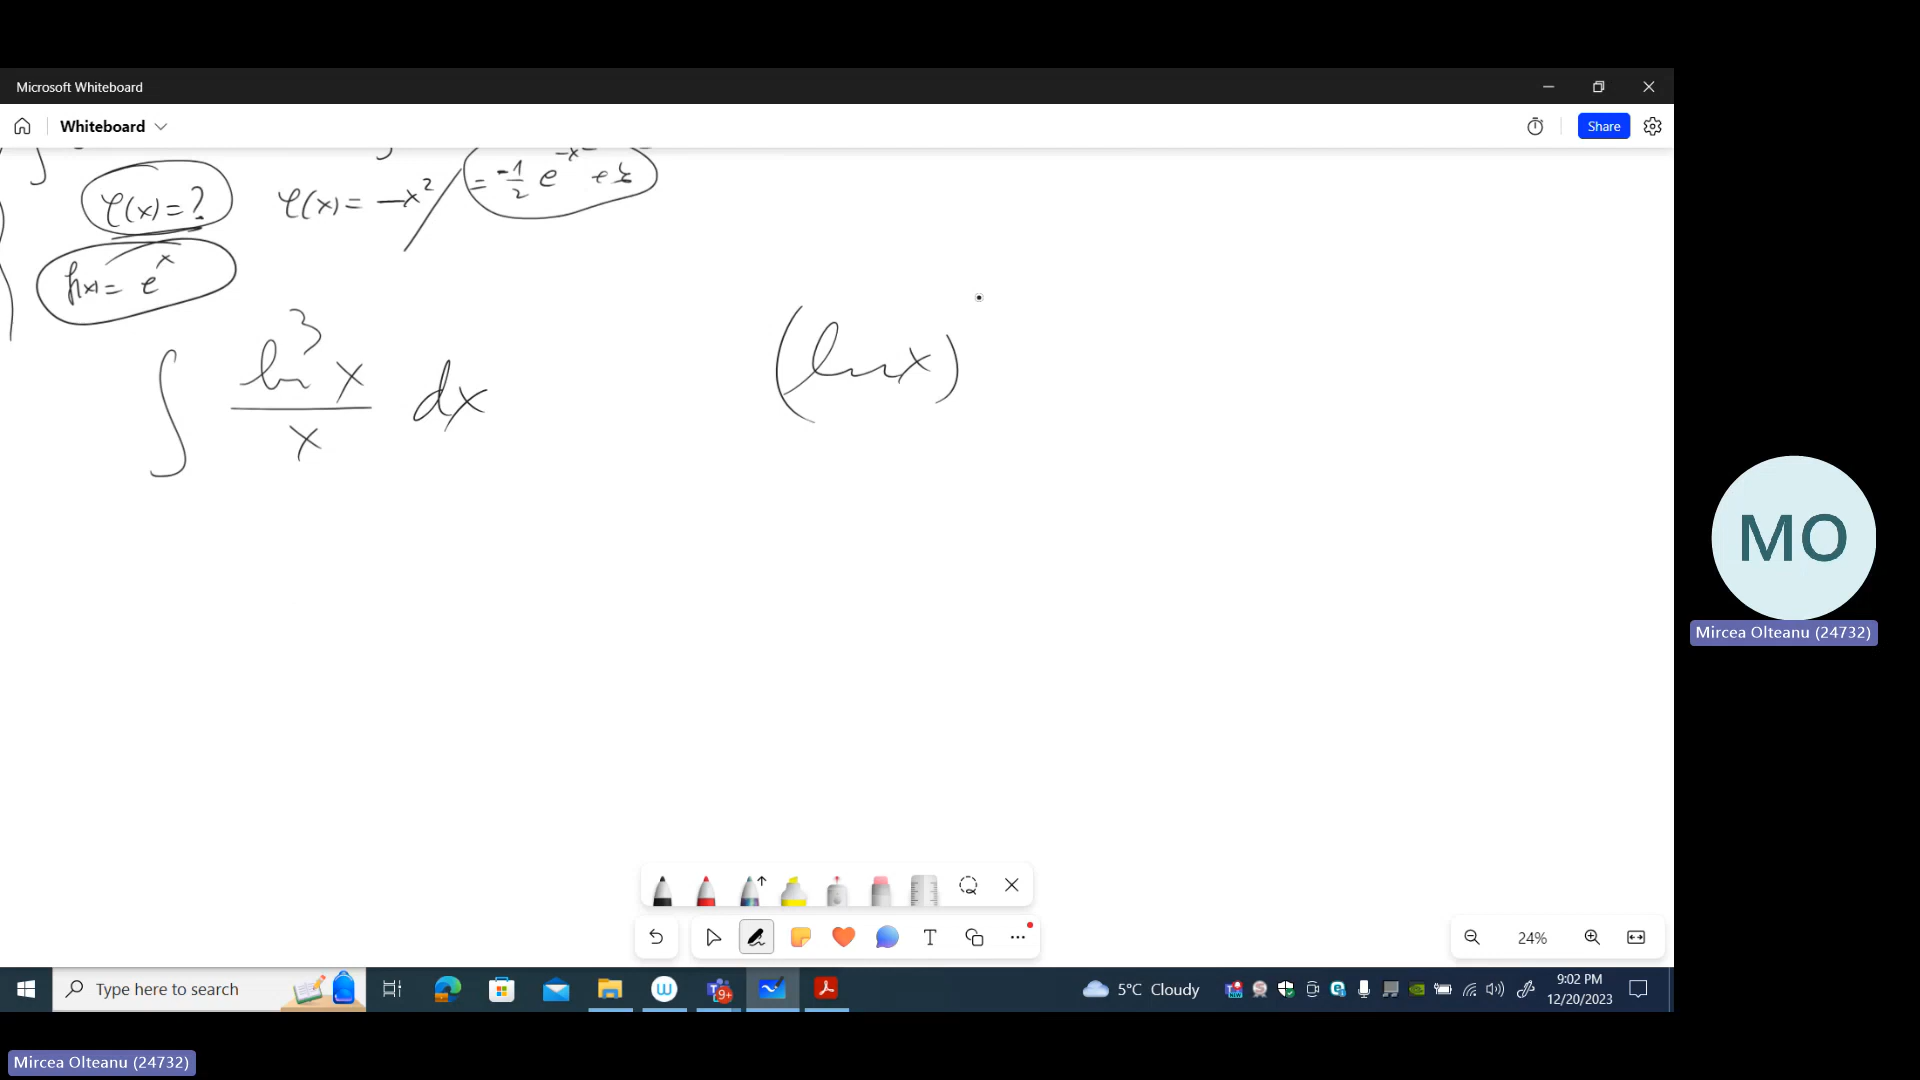 Microsoft Whiteboard
Whiteboard
Share
φ(x)=? φ(x)= -x² / = -1/2 e^-x² + k
f(x)= e^x
∫ ln³x / x dx (ln x)
MO
Mircea Olteanu (24732)
T
24%
Type here to search
9+
5°C Cloudy
9:02 PM
12/20/2023
Mircea Olteanu (24732)